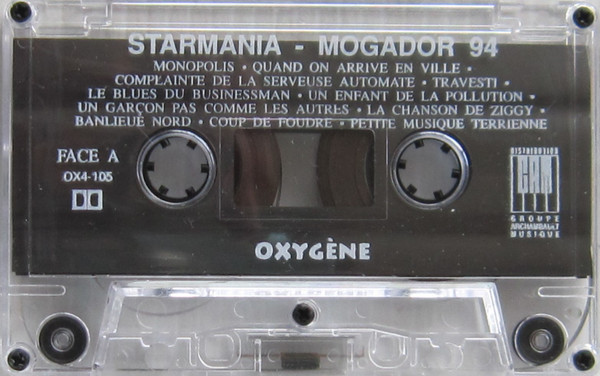 STARMANIA - MOGADOR 94
MONOPOLIS • QUAND ON ARRIVE EN VILLE •
COMPLAINTE DE LA SERVEUSE AUTOMATE • TRAVESTI •
LE BLUES DU BUSINESSMAN • UN ENFANT DE LA POLLUTION •
UN GARÇON PAS COMME LES AUTRES • LA CHANSON DE ZIGGY •
BANLIEUE NORD • COUP DE FOUDRE • PETITE MUSIQUE TERRIENNE
FACE A
OX4-105
DISTRIBUTION
GAM
GROUPE
ARCHAMBAULT
MUSIQUE
OXYGÈNE